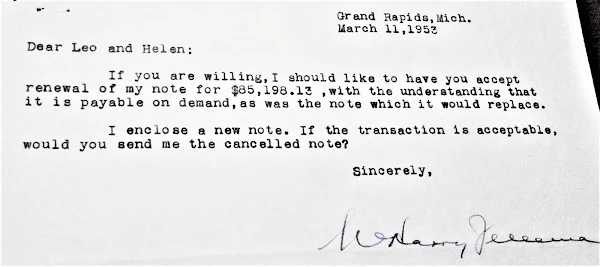 Grand Rapids, Mich.
March 11, 1953
Dear Leo and Helen:
If you are willing, I should like to have you accept
renewal of my note for $85,198.13 , with the understanding that
it is payable on demand, as was the note which it would replace.
I enclose a new note. If the transaction is acceptable,
would you send me the cancelled note?
Sincerely,
W Harry Jellema